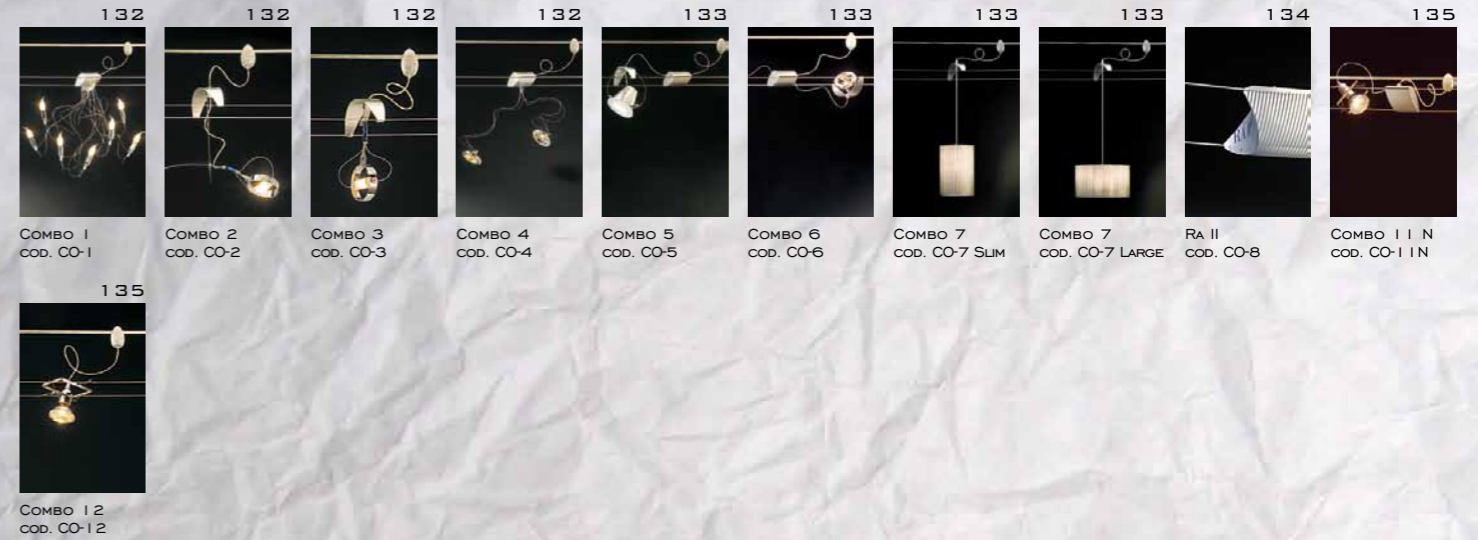 132
132
132
132
133
133
133
133
134
135
RA
COMBO 1
COD. CO-1
COMBO 2
COD. CO-2
COMBO 3
COD. CO-3
COMBO 4
COD. CO-4
COMBO 5
COD. CO-5
COMBO 6
COD. CO-6
COMBO 7
COD. CO-7 SLIM
COMBO 7
COD. CO-7 LARGE
RA II
COD. CO-8
COMBO 11 N
COD. CO-11N
135
COMBO 12
COD. CO-12